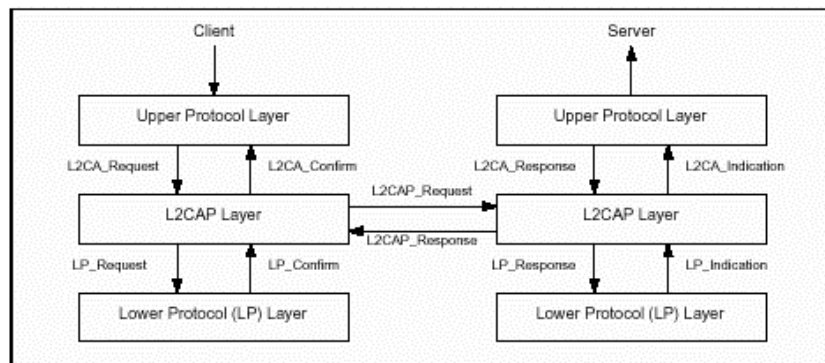 Client Server
Upper Protocol Layer Upper Protocol Layer
L2CA_Request L2CA_Confirm L2CA_Response L2CA_Indication
L2CAP_Request
L2CAP Layer L2CAP Layer
L2CAP_Response
LP_Request LP_Confirm LP_Response LP_Indication
Lower Protocol (LP) Layer Lower Protocol (LP) Layer